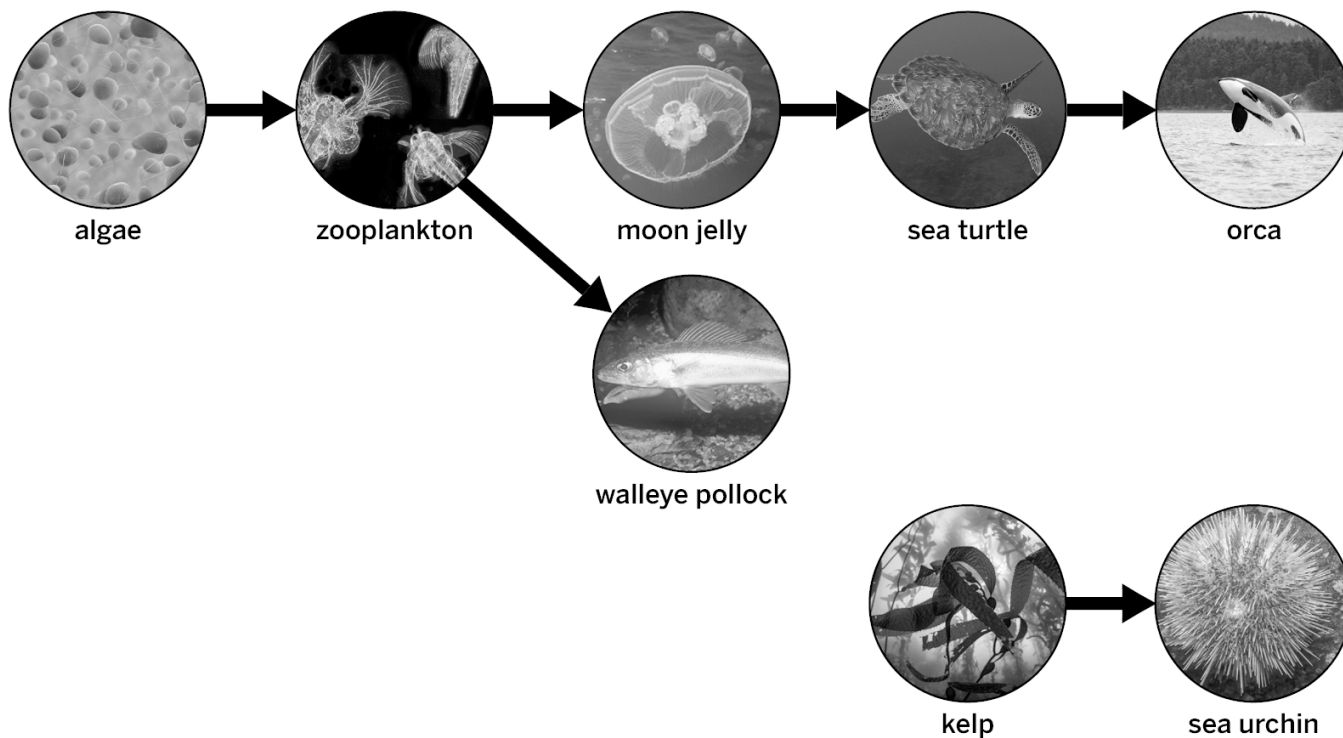 algae
zooplankton
moon jelly
sea turtle
orca
walleye pollock
kelp
sea urchin